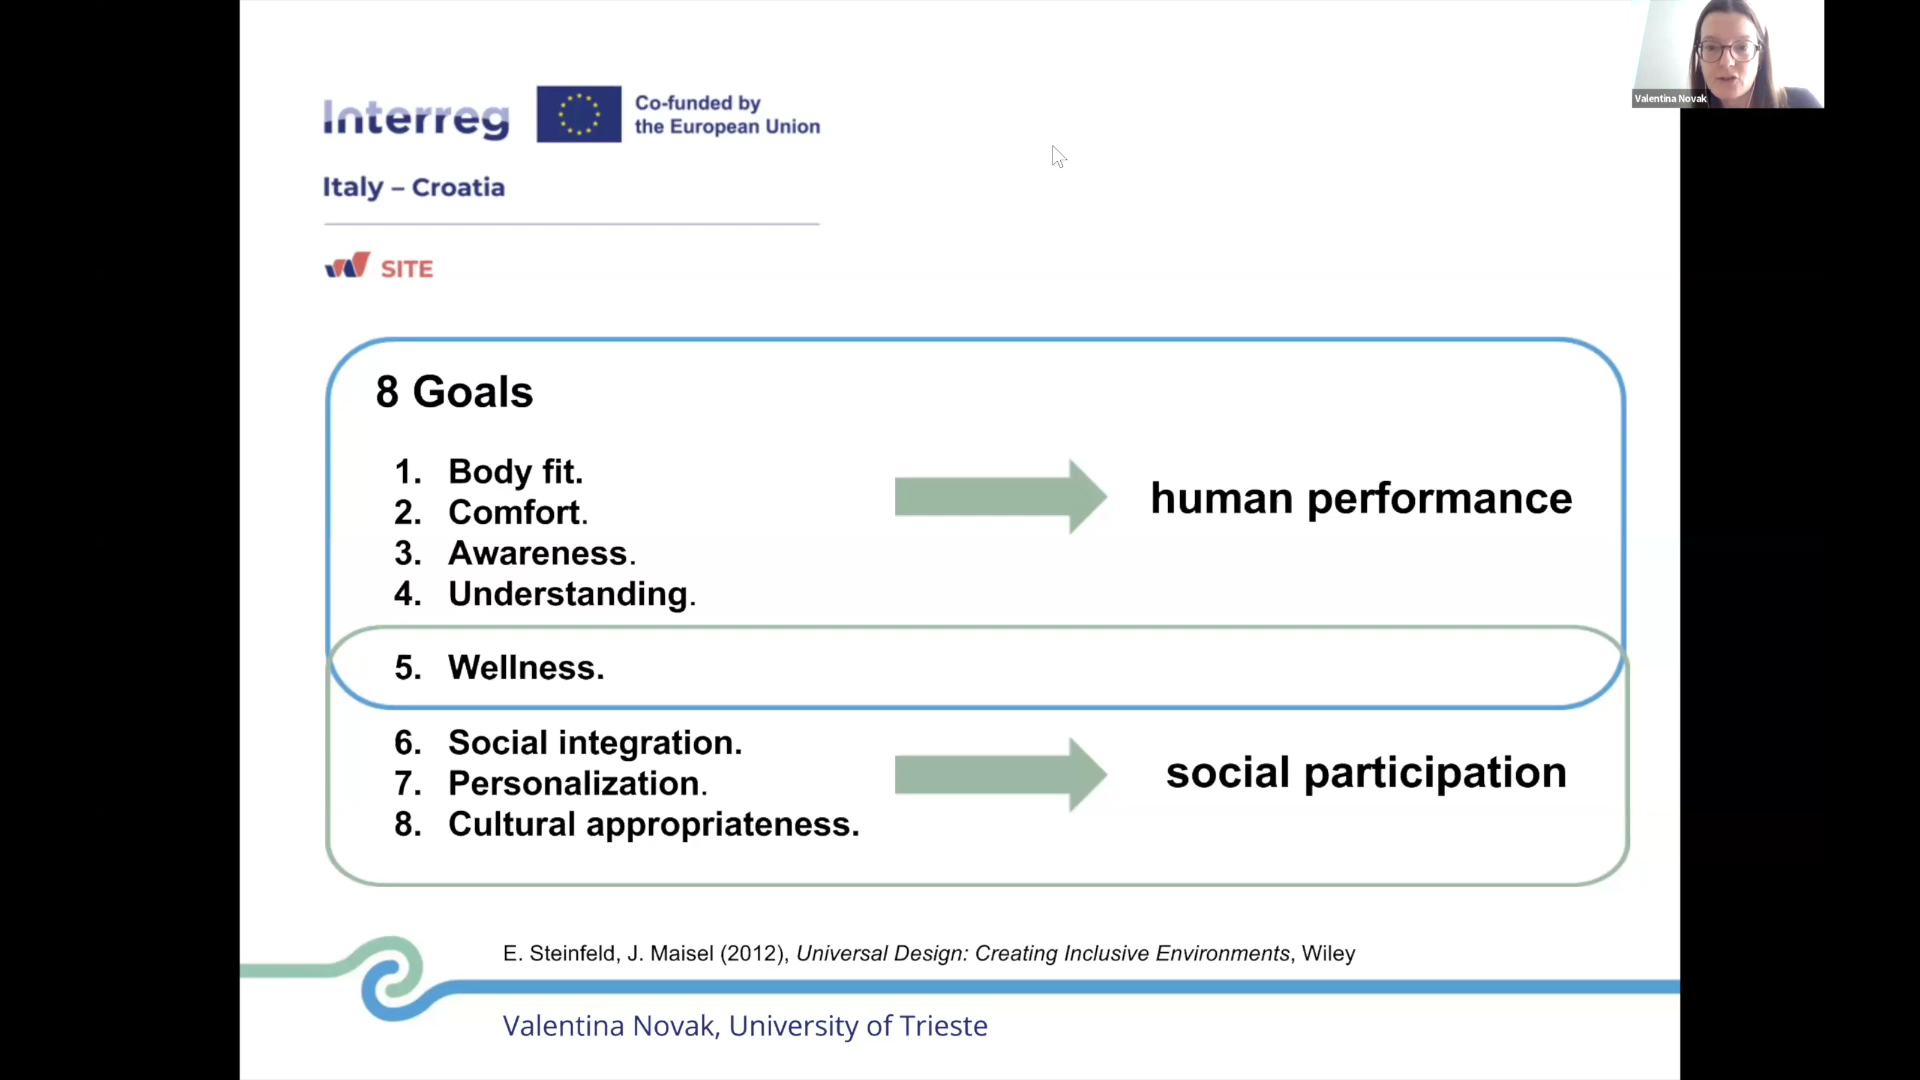 Interreg
Co-funded by
the European Union
Italy – Croatia
SITE
Valentina Novak
8 Goals
1. Body fit.
2. Comfort.
3. Awareness.
4. Understanding.
human performance
5. Wellness.
6. Social integration.
7. Personalization.
8. Cultural appropriateness.
social participation
E. Steinfeld, J. Maisel (2012), Universal Design: Creating Inclusive Environments, Wiley
Valentina Novak, University of Trieste